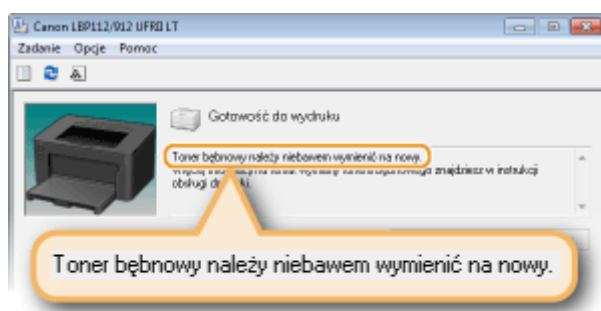 Canon LBP112/912 UFRII LT
Zadanie Opcje Pomoc
Gotowość do wydruku
Toner bębnowy należy niebawem wymienić na nowy.
znajdziesz w instrukcji
obsługi
Toner bębnowy należy niebawem wymienić na nowy.